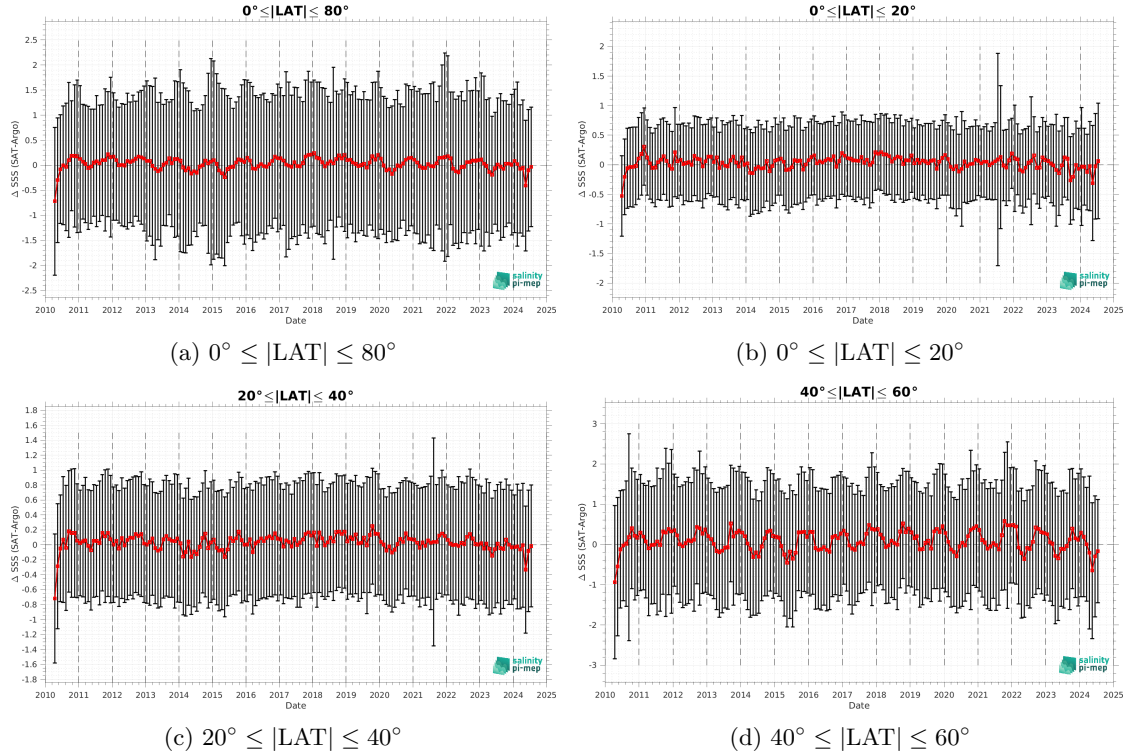 0°≤|LAT|≤ 80°
Δ SSS (SAT-Argo)
2.5
2
1.5
1
0.5
0
-0.5
-1
-1.5
-2
-2.5
2010 2011 2012 2013 2014 2015 2016 2017 2018 2019 2020 2021 2022 2023 2024 2025
Date
salinity
pi-mep
(a) 0° ≤ |LAT| ≤ 80°
0°≤|LAT|≤ 20°
Δ SSS (SAT-Argo)
2
1.5
1
0.5
0
-0.5
-1
-1.5
-2
2010 2011 2012 2013 2014 2015 2016 2017 2018 2019 2020 2021 2022 2023 2024 2025
Date
salinity
pi-mep
(b) 0° ≤ |LAT| ≤ 20°
20°≤|LAT|≤ 40°
Δ SSS (SAT-Argo)
1.8
1.6
1.4
1.2
1
0.8
0.6
0.4
0.2
0
-0.2
-0.4
-0.6
-0.8
-1
-1.2
-1.4
-1.6
-1.8
2010 2011 2012 2013 2014 2015 2016 2017 2018 2019 2020 2021 2022 2023 2024 2025
Date
salinity
pi-mep
(c) 20° ≤ |LAT| ≤ 40°
40°≤|LAT|≤ 60°
Δ SSS (SAT-Argo)
3
2
1
0
-1
-2
-3
2010 2011 2012 2013 2014 2015 2016 2017 2018 2019 2020 2021 2022 2023 2024 2025
Date
salinity
pi-mep
(d) 40° ≤ |LAT| ≤ 60°